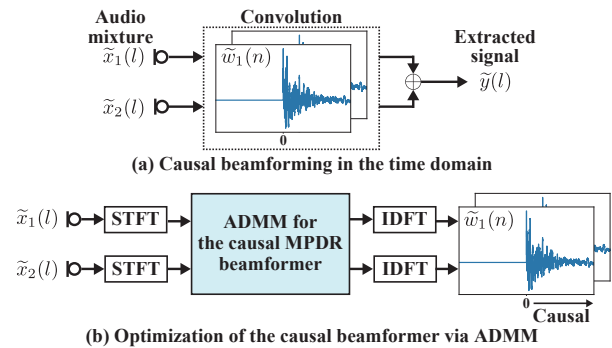 Audio mixture
Convolution
Extracted signal
x̃₁(l)
w̃₁(n)
x̃₂(l)
ỹ(l)
0
(a) Causal beamforming in the time domain
x̃₁(l)
STFT
ADMM for
the causal MPDR
beamformer
IDFT
w̃₁(n)
x̃₂(l)
STFT
IDFT
0
Causal
(b) Optimization of the causal beamformer via ADMM